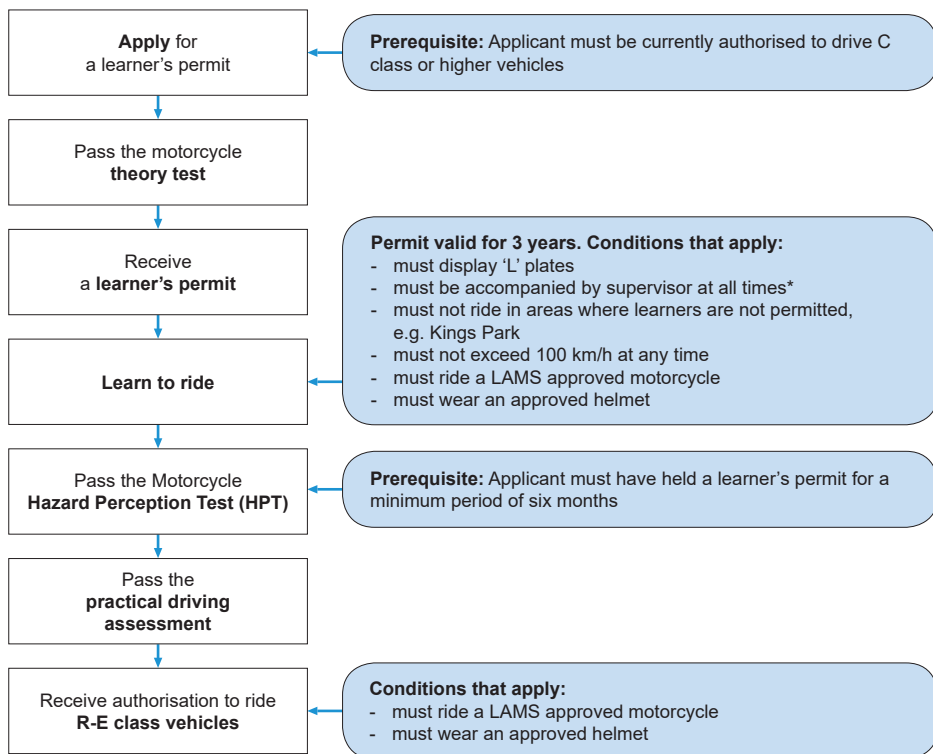 Apply for
a learner's permit
Prerequisite: Applicant must be currently authorised to drive C
class or higher vehicles
Pass the motorcycle
theory test
Receive
a learner's permit
Permit valid for 3 years. Conditions that apply:
- must display ‘L’ plates
- must be accompanied by supervisor at all times*
- must not ride in areas where learners are not permitted,
e.g. Kings Park
- must not exceed 100 km/h at any time
- must ride a LAMS approved motorcycle
- must wear an approved helmet
Learn to ride
Pass the Motorcycle
Hazard Perception Test (HPT)
Prerequisite: Applicant must have held a learner’s permit for a
minimum period of six months
Pass the
practical driving
assessment
Receive authorisation to ride
R-E class vehicles
Conditions that apply:
- must ride a LAMS approved motorcycle
- must wear an approved helmet